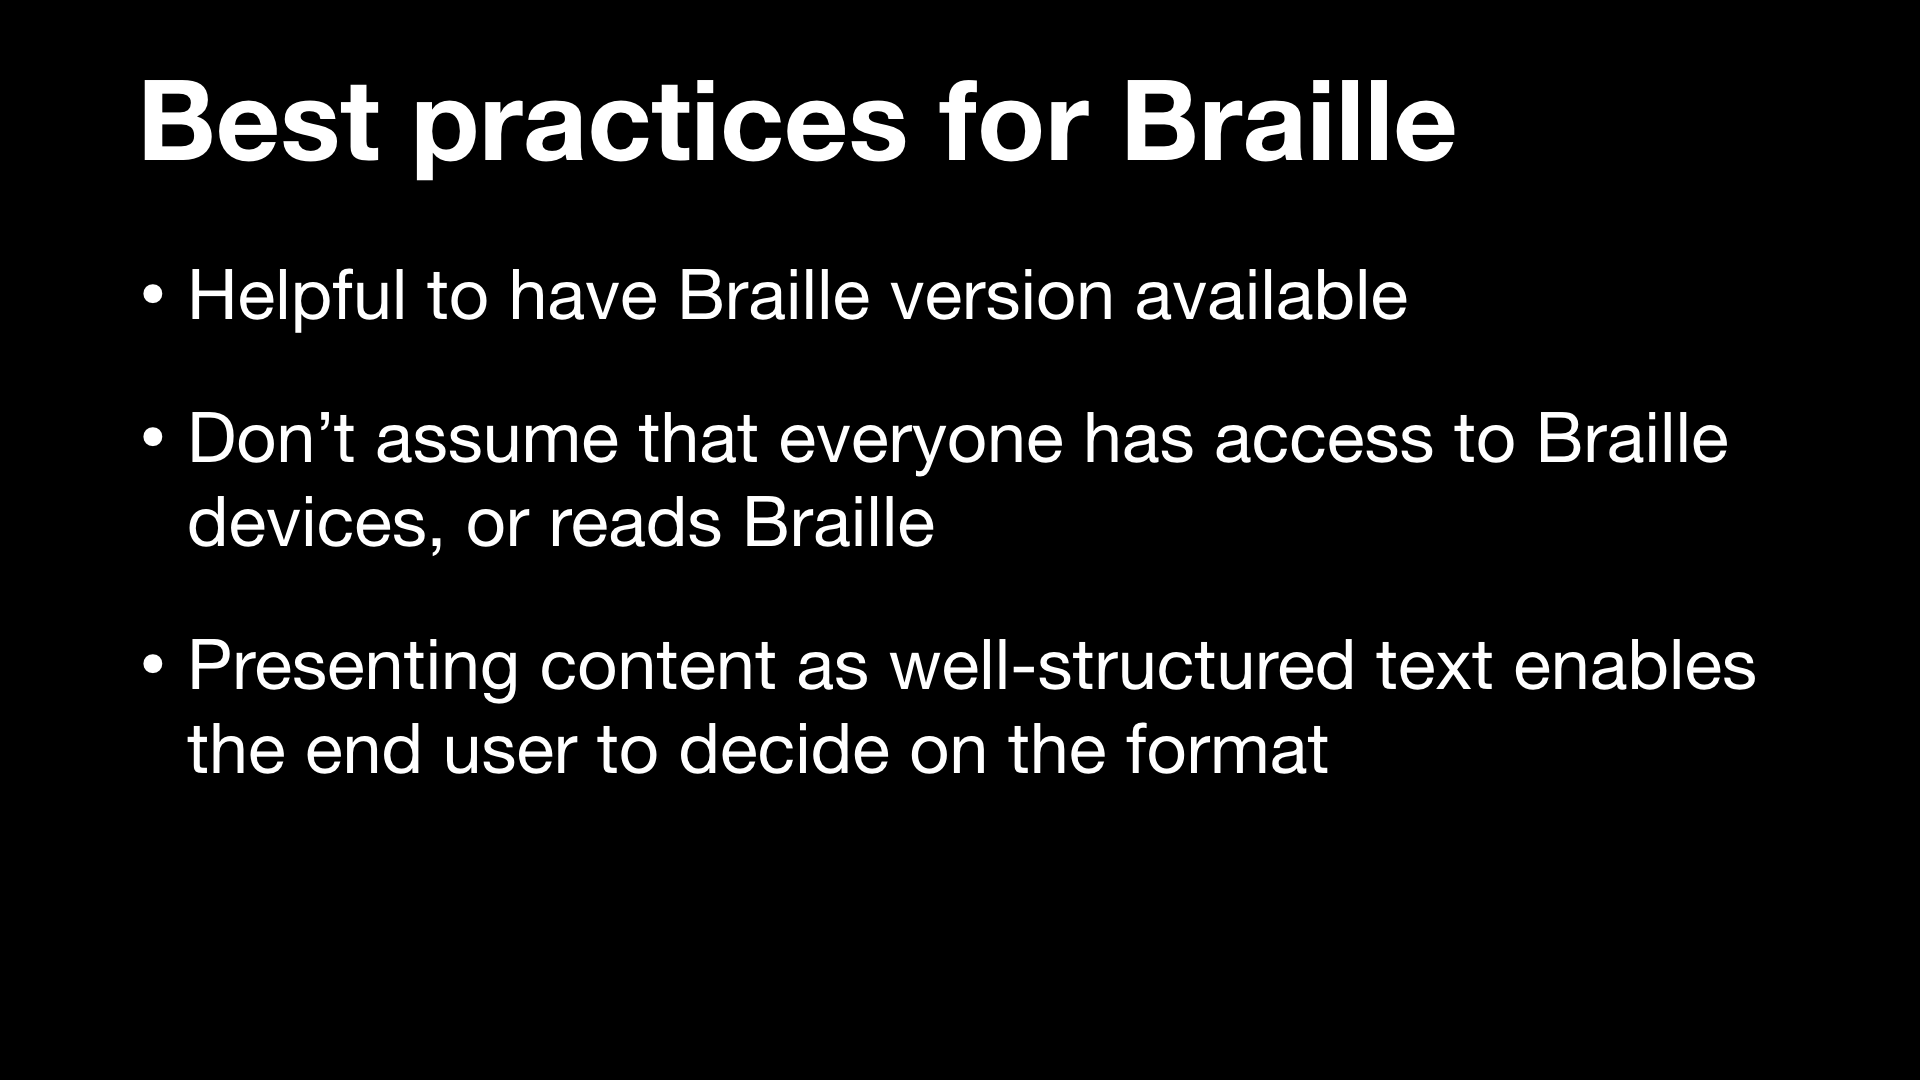 Best practices for Braille
• Helpful to have Braille version available
• Don’t assume that everyone has access to Braille
devices, or reads Braille
• Presenting content as well-structured text enables
the end user to decide on the format